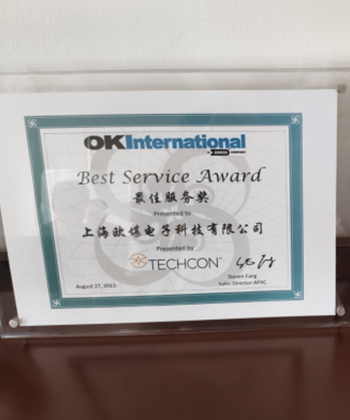 OKInternational
Best Service Award
最佳服务奖
Presented to
上海欧煤电子科技有限公司
Presented by
TECHCON
August 27, 2015
Steven Fang
Sales Director-APAC